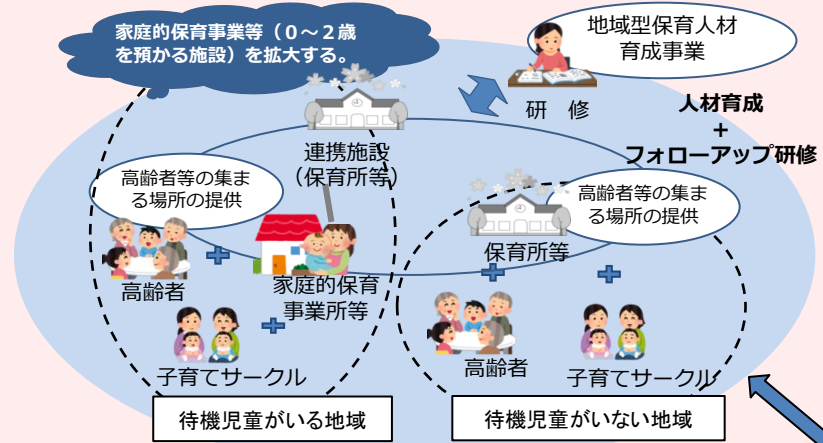 家庭的保育事業等（０～２歳
を預かる施設）を拡大する。
地域型保育人材
育成事業
研　修
人材育成
＋
フォローアップ研修
連携施設
（保育所等）
高齢者等の集ま
る場所の提供
高齢者
家庭的保育
事業所等
子育てサークル
待機児童がいる地域
高齢者等の集ま
る場所の提供
保育所等
高齢者
子育てサークル
待機児童がいない地域